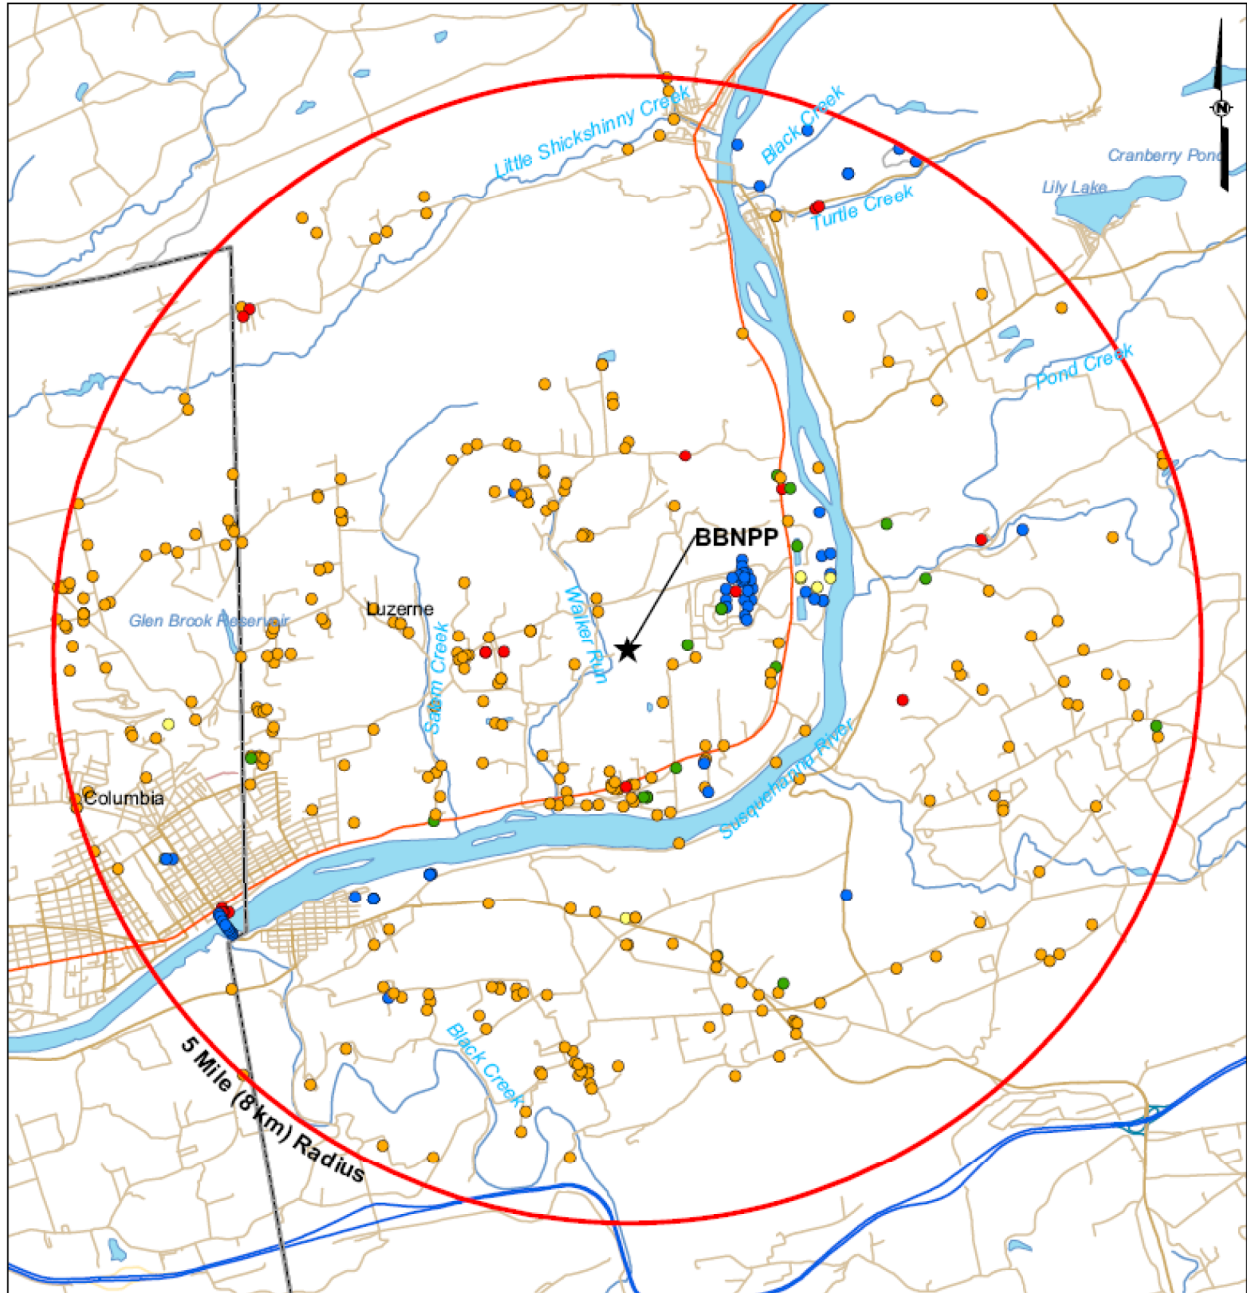 Little Shickshinny Creek
Black Creek
N
Cranberry Pond
Lily Lake
Turtle Creek
Pond Creek
BBNPP
Walker Run
Luzerne
Glen Brook Reservoir
Salem Creek
Columbia
Susquehanna River
Black Creek
5 Mile (8 km) Radius